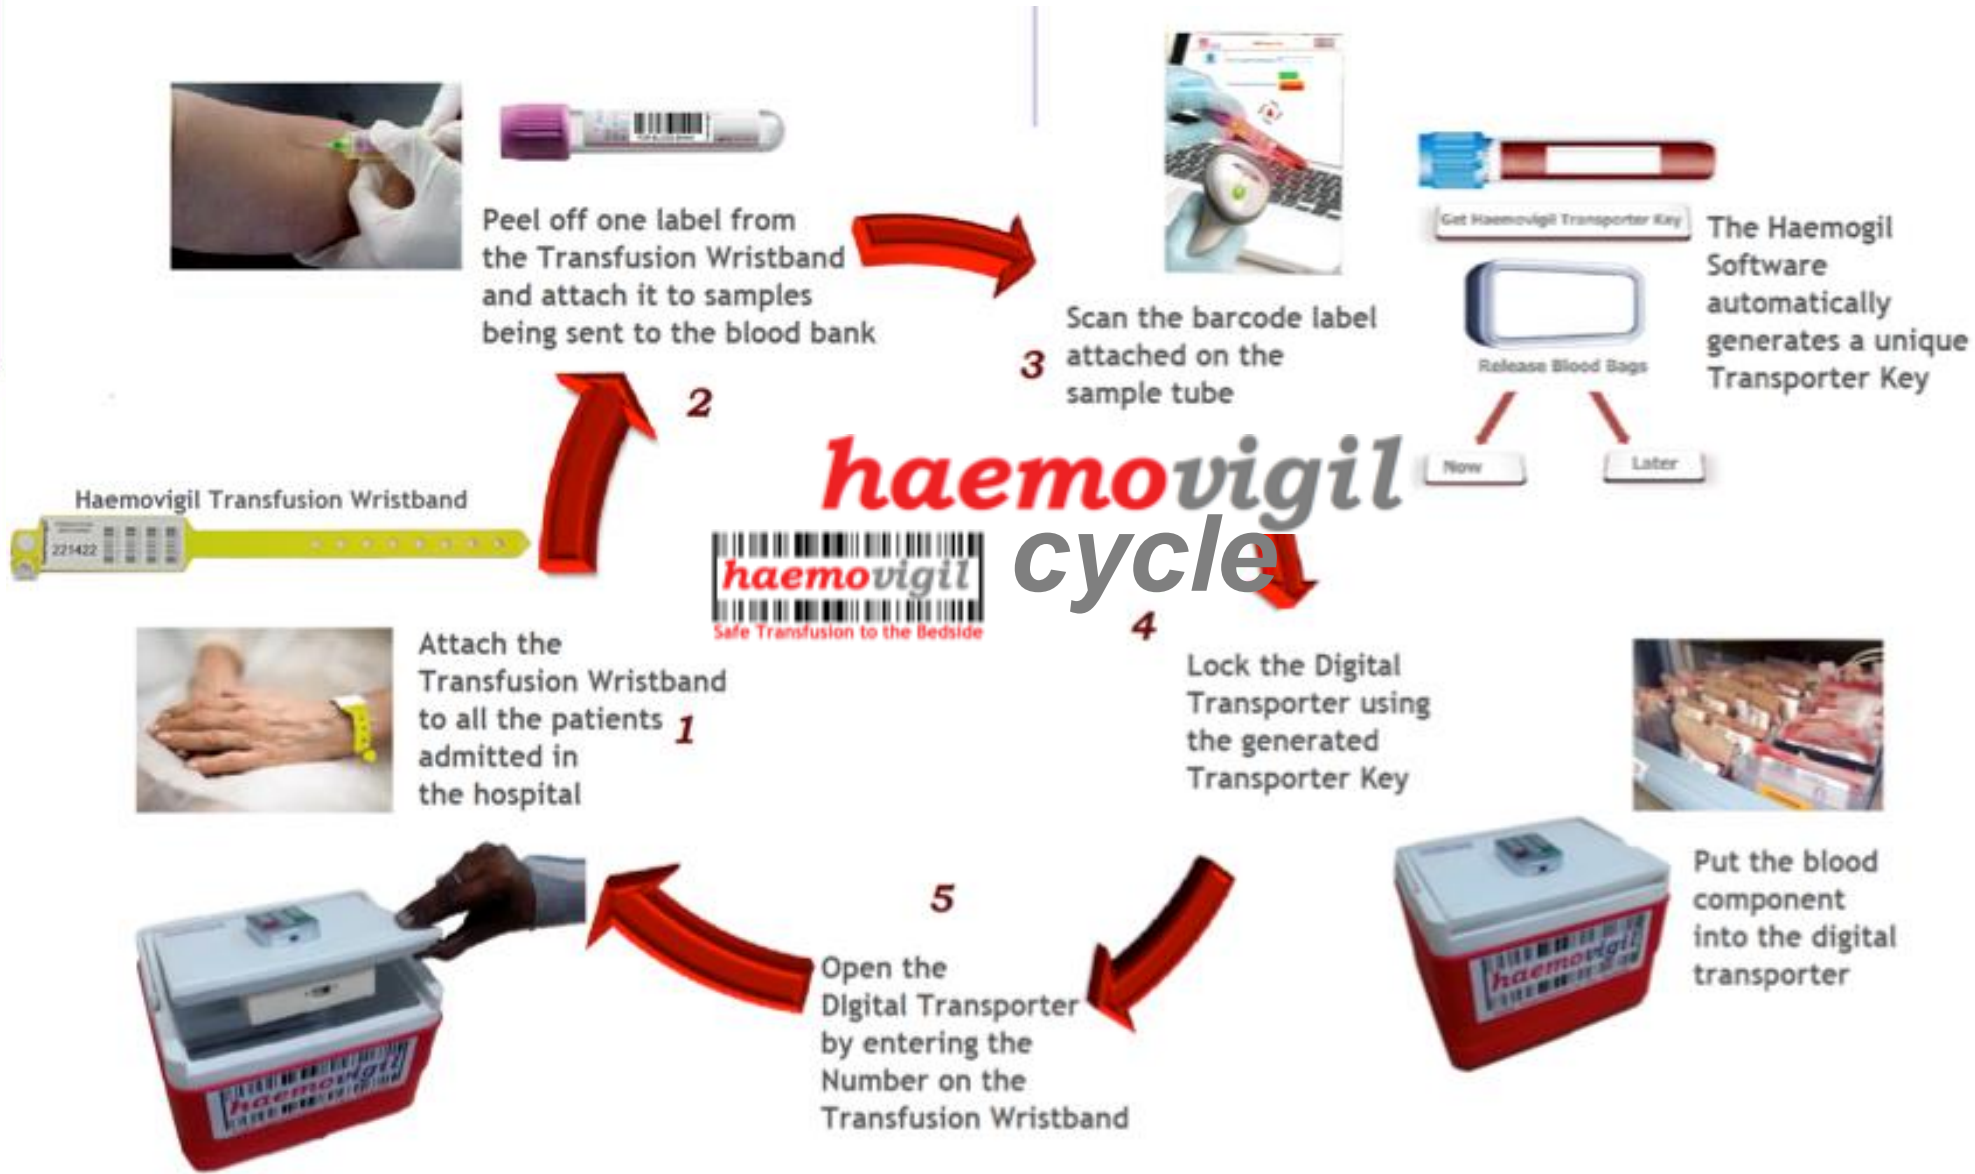 Peel off one label from
the Transfusion Wristband
and attach it to samples
being sent to the blood bank
2
Scan the barcode label
attached on the
sample tube
3
Get Haemovigil Transporter Key
Release Blood Bags
Now
Later
The Haemogil
Software
automatically
generates a unique
Transporter Key
haemovigil
cycle
haemovigil
Safe Transfusion to the Bedside
Haemovigil Transfusion Wristband
221422
Attach the
Transfusion Wristband
to all the patients
admitted in
the hospital
1
4
Lock the Digital
Transporter using
the generated
Transporter Key
Put the blood
component
into the digital
transporter
haemovigil
5
Open the
DIgital Transporter
by entering the
Number on the
Transfusion Wristband
haemovigil